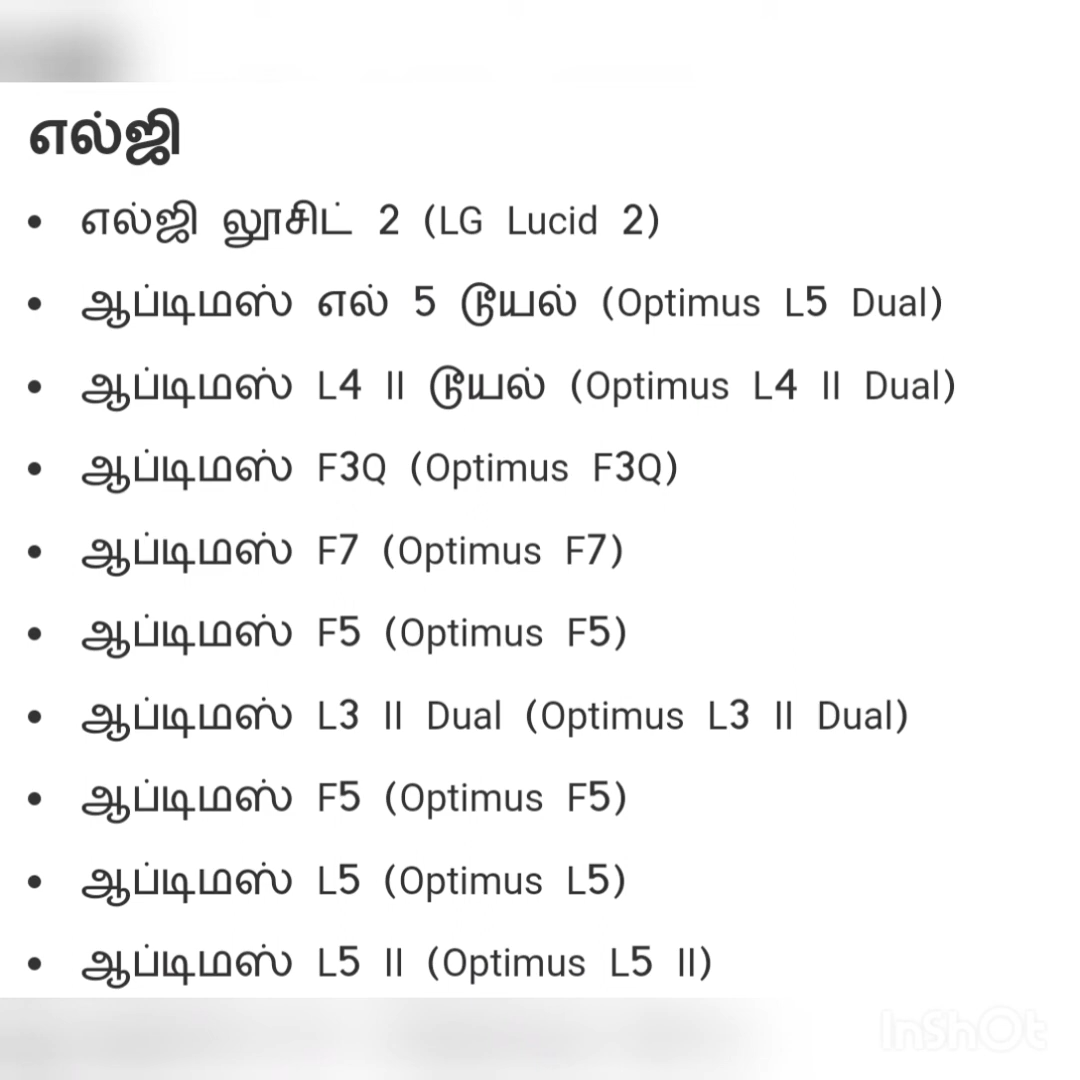 எல்ஜி
• எல்ஜி லூசிட் 2 (LG Lucid 2)
• ஆப்டிமஸ் எல் 5 டூயல் (Optimus L5 Dual)
• ஆப்டிமஸ் L4 II டூயல் (Optimus L4 II Dual)
• ஆப்டிமஸ் F3Q (Optimus F3Q)
• ஆப்டிமஸ் F7 (Optimus F7)
• ஆப்டிமஸ் F5 (Optimus F5)
• ஆப்டிமஸ் L3 II Dual (Optimus L3 II Dual)
• ஆப்டிமஸ் F5 (Optimus F5)
• ஆப்டிமஸ் L5 (Optimus L5)
• ஆப்டிமஸ் L5 II (Optimus L5 II)
InShOt